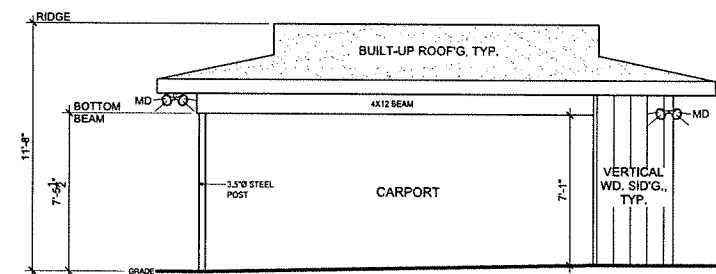 RIDGE
BUILT-UP ROOF'G, TYP.
MD
BOTTOM
BEAM
4X12 BEAM
MD
11'-8"
7'-5½"
3.5"Ø STEEL
POST
CARPORT
7'-1"
VERTICAL
WD. SID'G.,
TYP.
GRADE